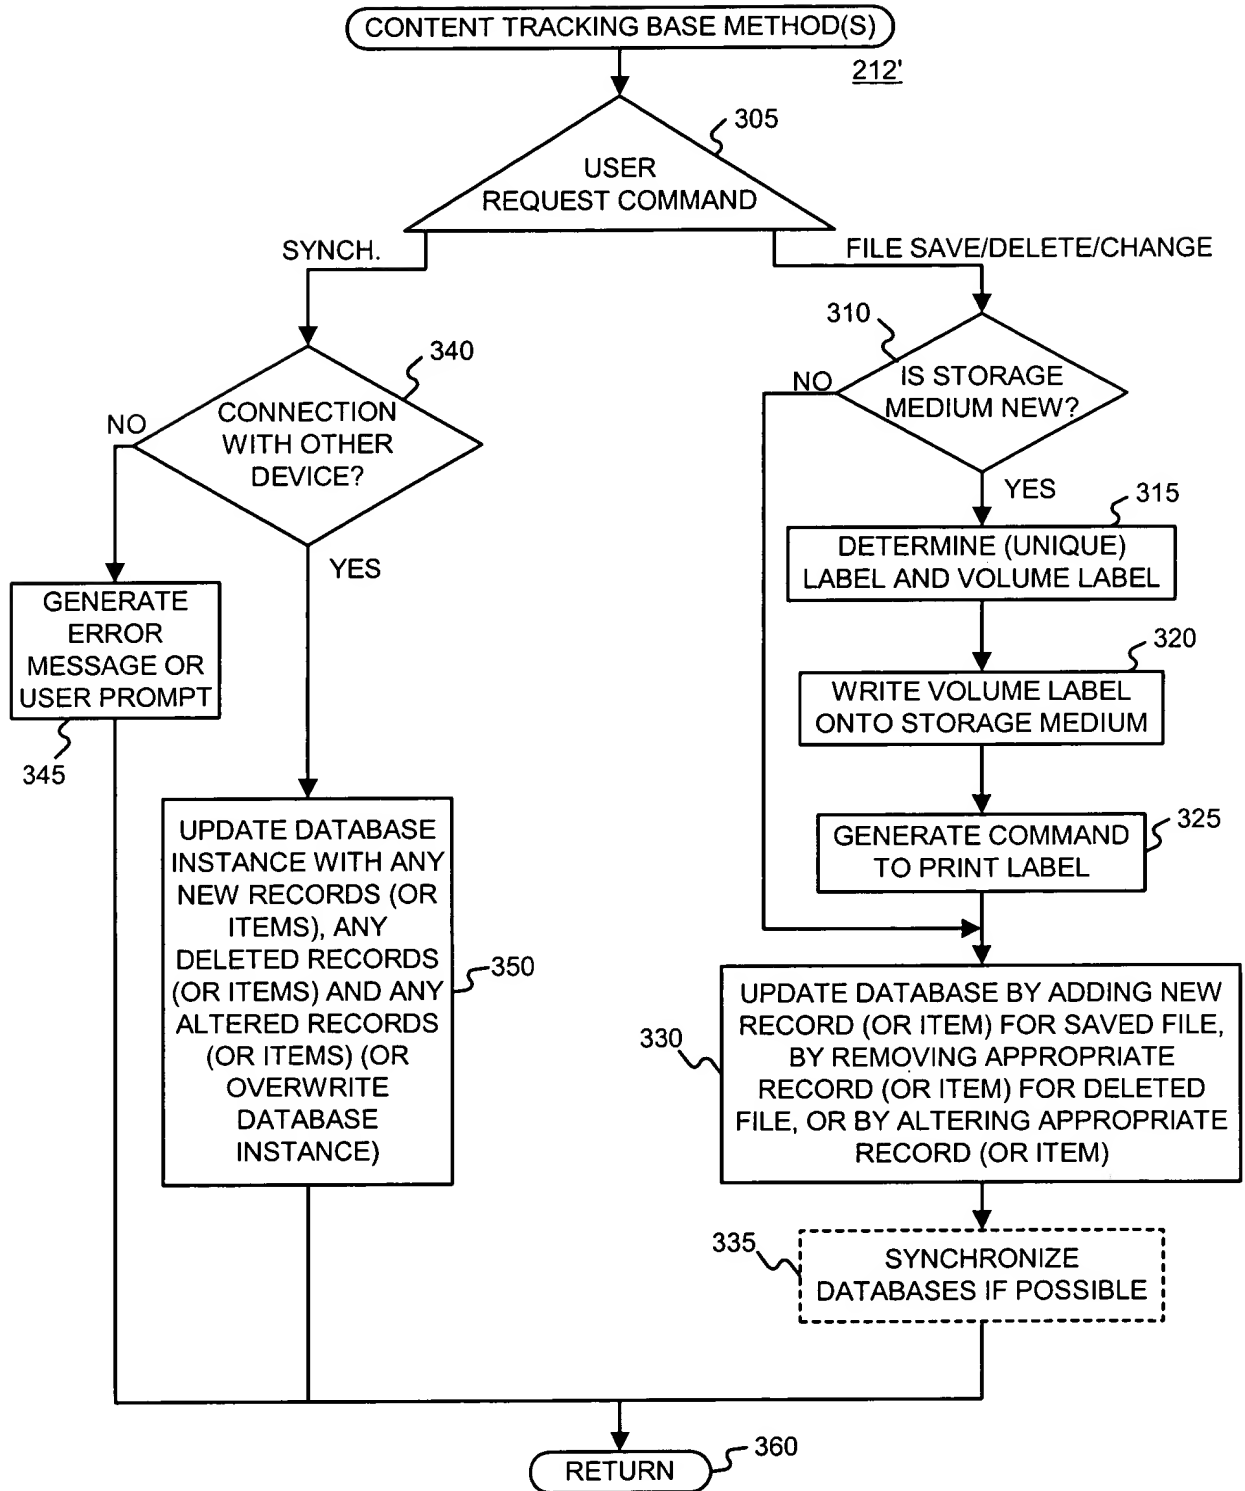 CONTENT TRACKING BASE METHOD(S)
212'
305
USER
REQUEST COMMAND
SYNCH.
FILE SAVE/DELETE/CHANGE
340
CONNECTION
WITH OTHER
DEVICE?
NO
YES
GENERATE
ERROR
MESSAGE OR
USER PROMPT
345
UPDATE DATABASE
INSTANCE WITH ANY
NEW RECORDS (OR
ITEMS), ANY
DELETED RECORDS
(OR ITEMS) AND ANY
ALTERED RECORDS
(OR ITEMS) (OR
OVERWRITE
DATABASE
INSTANCE)
350
310
IS STORAGE
MEDIUM NEW?
NO
YES
315
DETERMINE (UNIQUE)
LABEL AND VOLUME LABEL
320
WRITE VOLUME LABEL
ONTO STORAGE MEDIUM
325
GENERATE COMMAND
TO PRINT LABEL
330
UPDATE DATABASE BY ADDING NEW
RECORD (OR ITEM) FOR SAVED FILE,
BY REMOVING APPROPRIATE
RECORD (OR ITEM) FOR DELETED
FILE, OR BY ALTERING APPROPRIATE
RECORD (OR ITEM)
335
SYNCHRONIZE
DATABASES IF POSSIBLE
360
RETURN